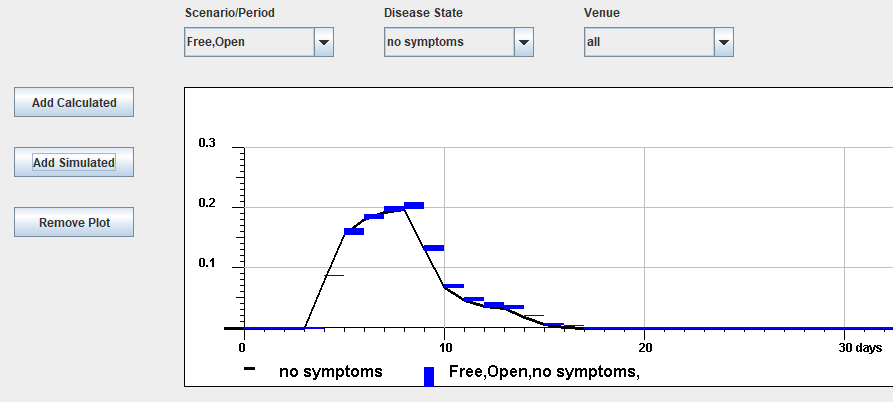 Scenario/Period Disease State Venue
Free,Open no symptoms all
Add Calculated
Add Simulated
Remove Plot
0.3
0.2
0.1
0 10 20 30 days
no symptoms Free,Open,no symptoms,